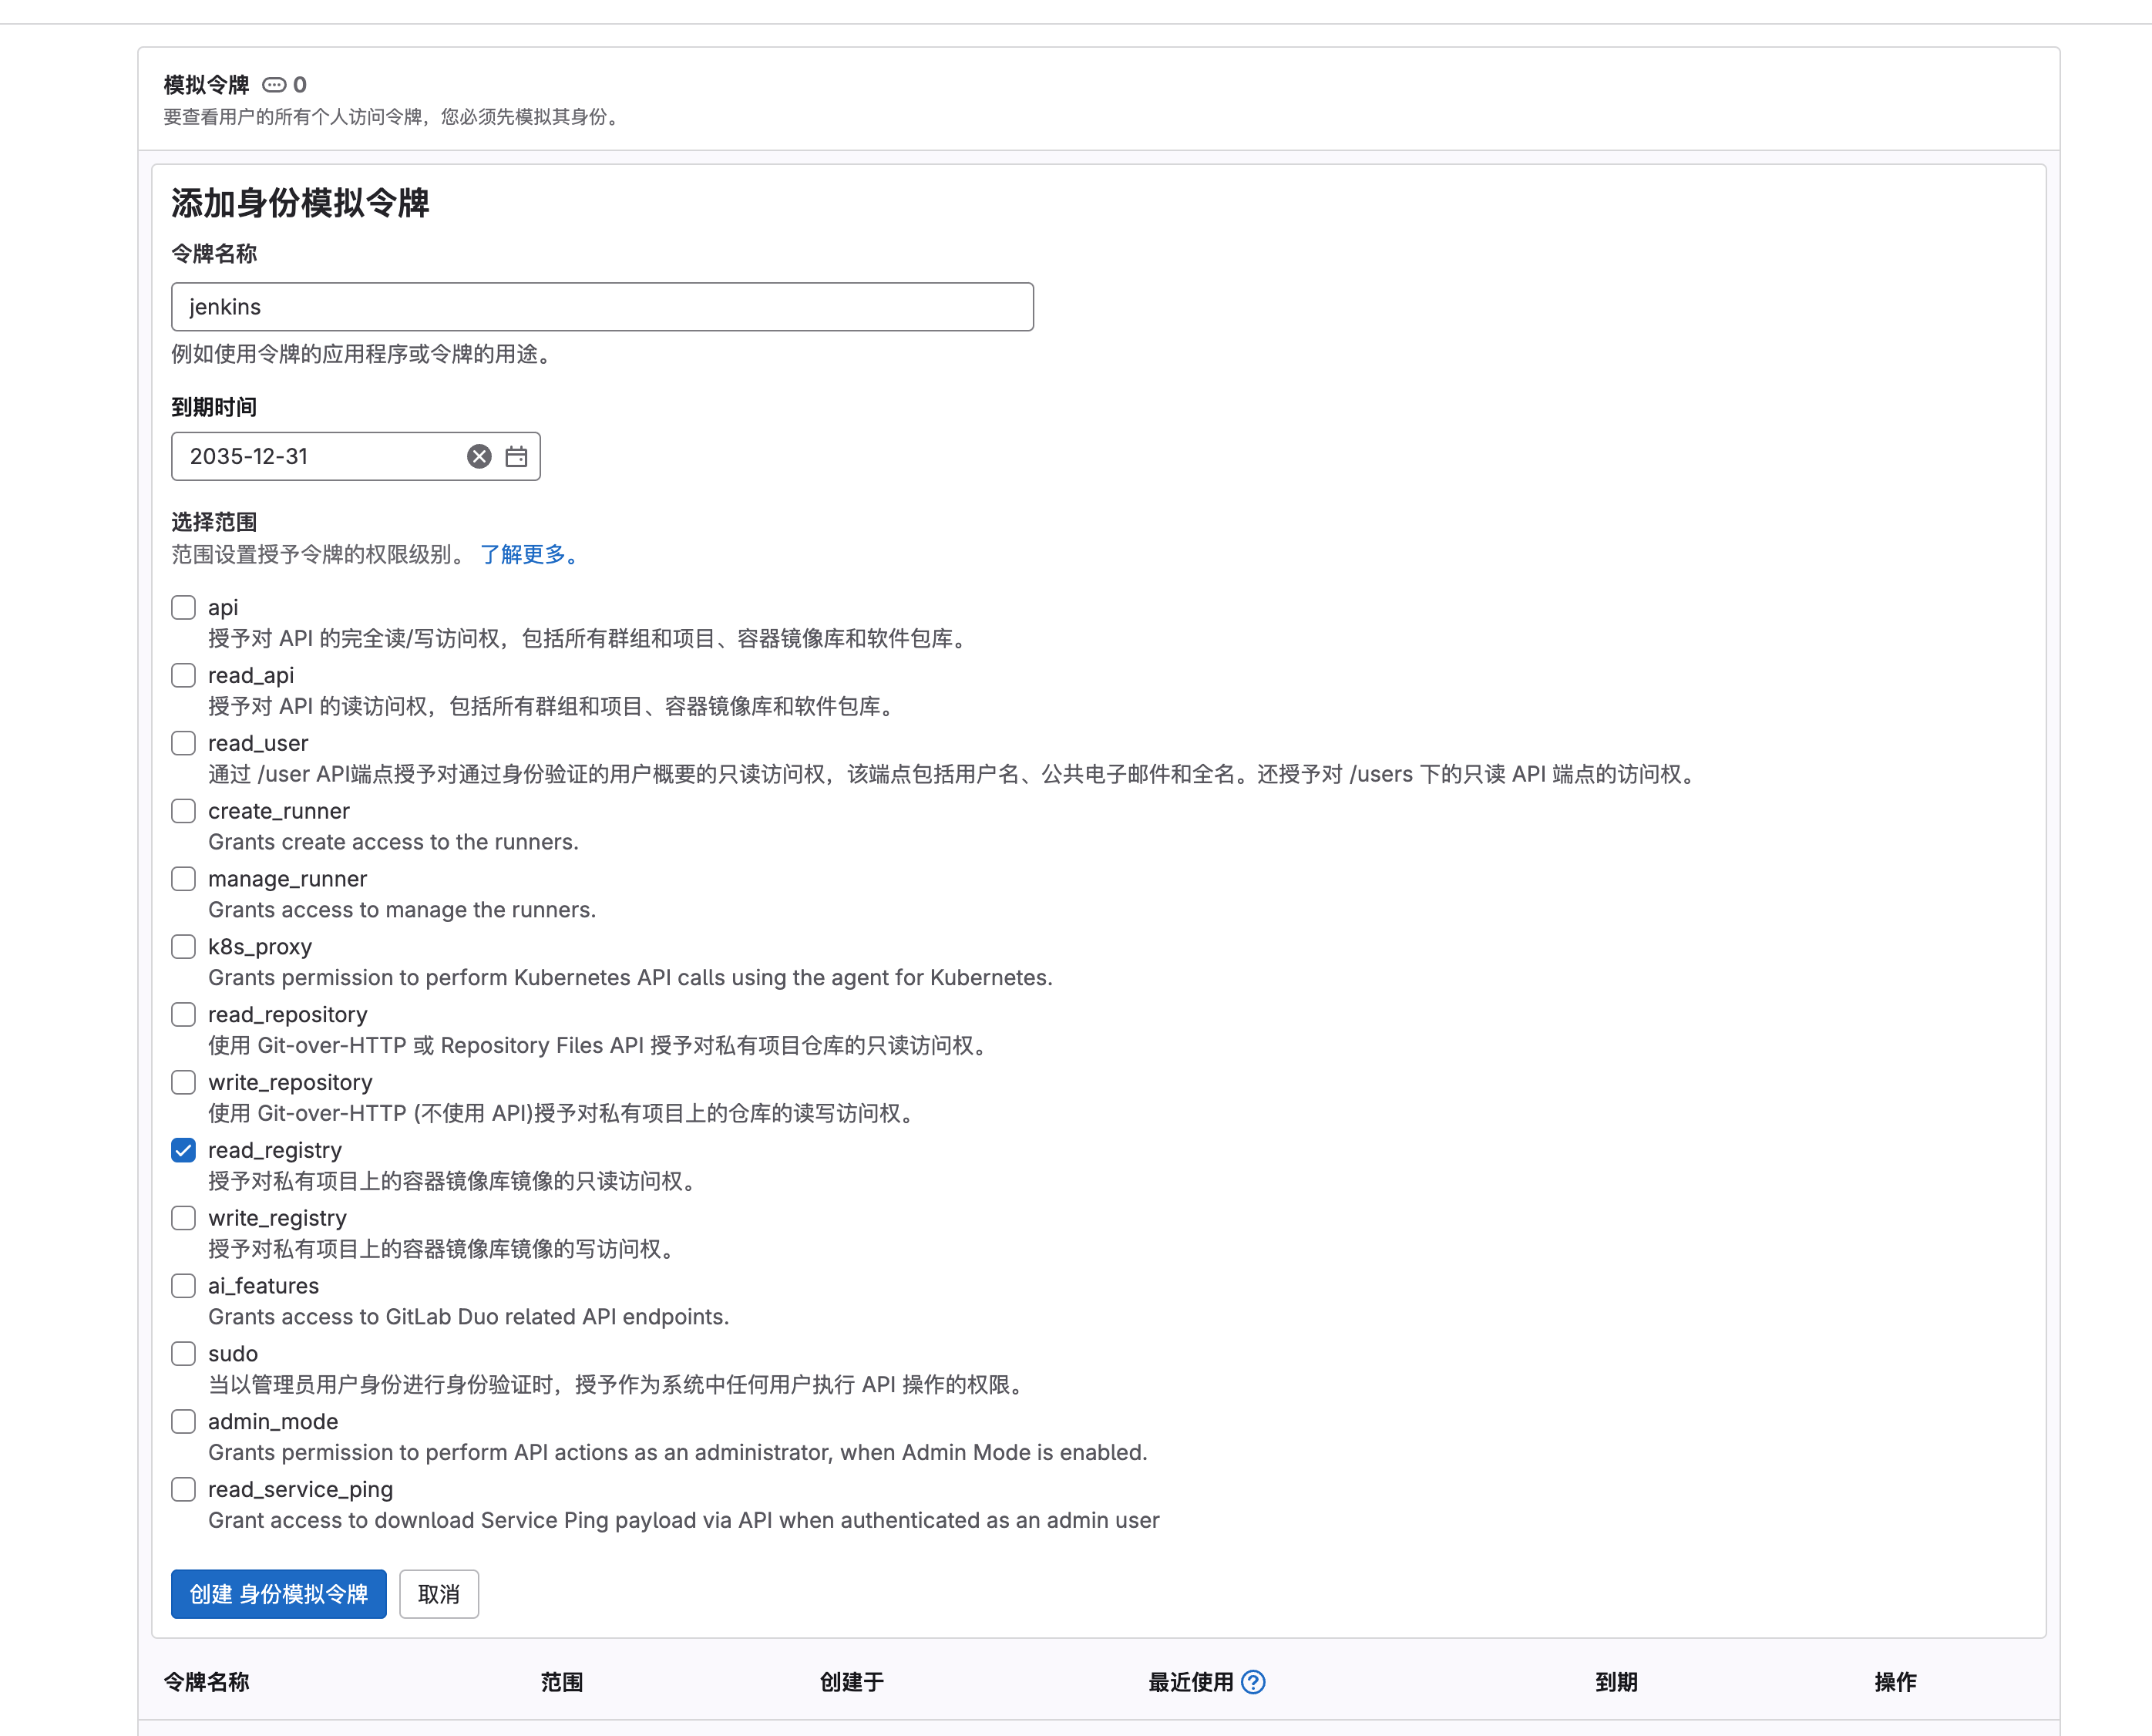 模拟令牌 0
要查看用户的所有个人访问令牌，您必须先模拟其身份。
添加身份模拟令牌
令牌名称
jenkins
例如使用令牌的应用程序或令牌的用途。
到期时间
2035-12-31
选择范围
范围设置授予令牌的权限级别。 了解更多。
api
授予对 API 的完全读/写访问权，包括所有群组和项目、容器镜像库和软件包库。
read_api
授予对 API 的读访问权，包括所有群组和项目、容器镜像库和软件包库。
read_user
通过 /user API端点授予对通过身份验证的用户概要的只读访问权，该端点包括用户名、公共电子邮件和全名。还授予对 /users 下的只读 API 端点的访问权。
create_runner
Grants create access to the runners.
manage_runner
Grants access to manage the runners.
k8s_proxy
Grants permission to perform Kubernetes API calls using the agent for Kubernetes.
read_repository
使用 Git-over-HTTP 或 Repository Files API 授予对私有项目仓库的只读访问权。
write_repository
使用 Git-over-HTTP (不使用 API)授予对私有项目上的仓库的读写访问权。
read_registry
授予对私有项目上的容器镜像库镜像的只读访问权。
write_registry
授予对私有项目上的容器镜像库镜像的写访问权。
ai_features
Grants access to GitLab Duo related API endpoints.
sudo
当以管理员用户身份进行身份验证时，授予作为系统中任何用户执行 API 操作的权限。
admin_mode
Grants permission to perform API actions as an administrator, when Admin Mode is enabled.
read_service_ping
Grant access to download Service Ping payload via API when authenticated as an admin user
创建 身份模拟令牌 取消
令牌名称 范围 创建于 最近使用 到期 操作